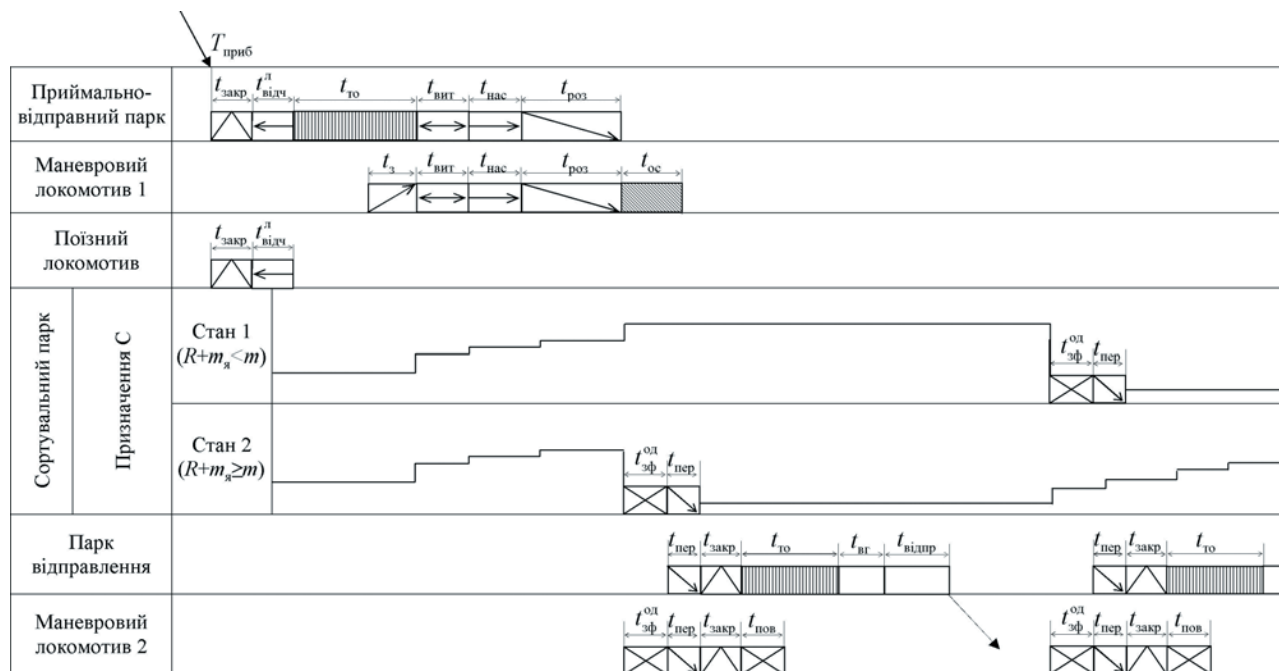 T приб
t закр t л відч t то t вит t нас t роз
Приймально-
відправний парк
t з t вит t нас t роз t ос
Маневровий
локомотив 1
t закр t л відч
Поїзний
локомотив
Сортувальний парк
Призначення С
Стан 1
(R+mя<m)
t од зф t пер
Стан 2
(R+mя≥m)
t од зф t пер
Парк
відправлення
t пер t закр t то t вг t відпр t пер t закр t то
Маневровий
локомотив 2
t од зф t пер t закр t пов t од зф t пер t закр t пов